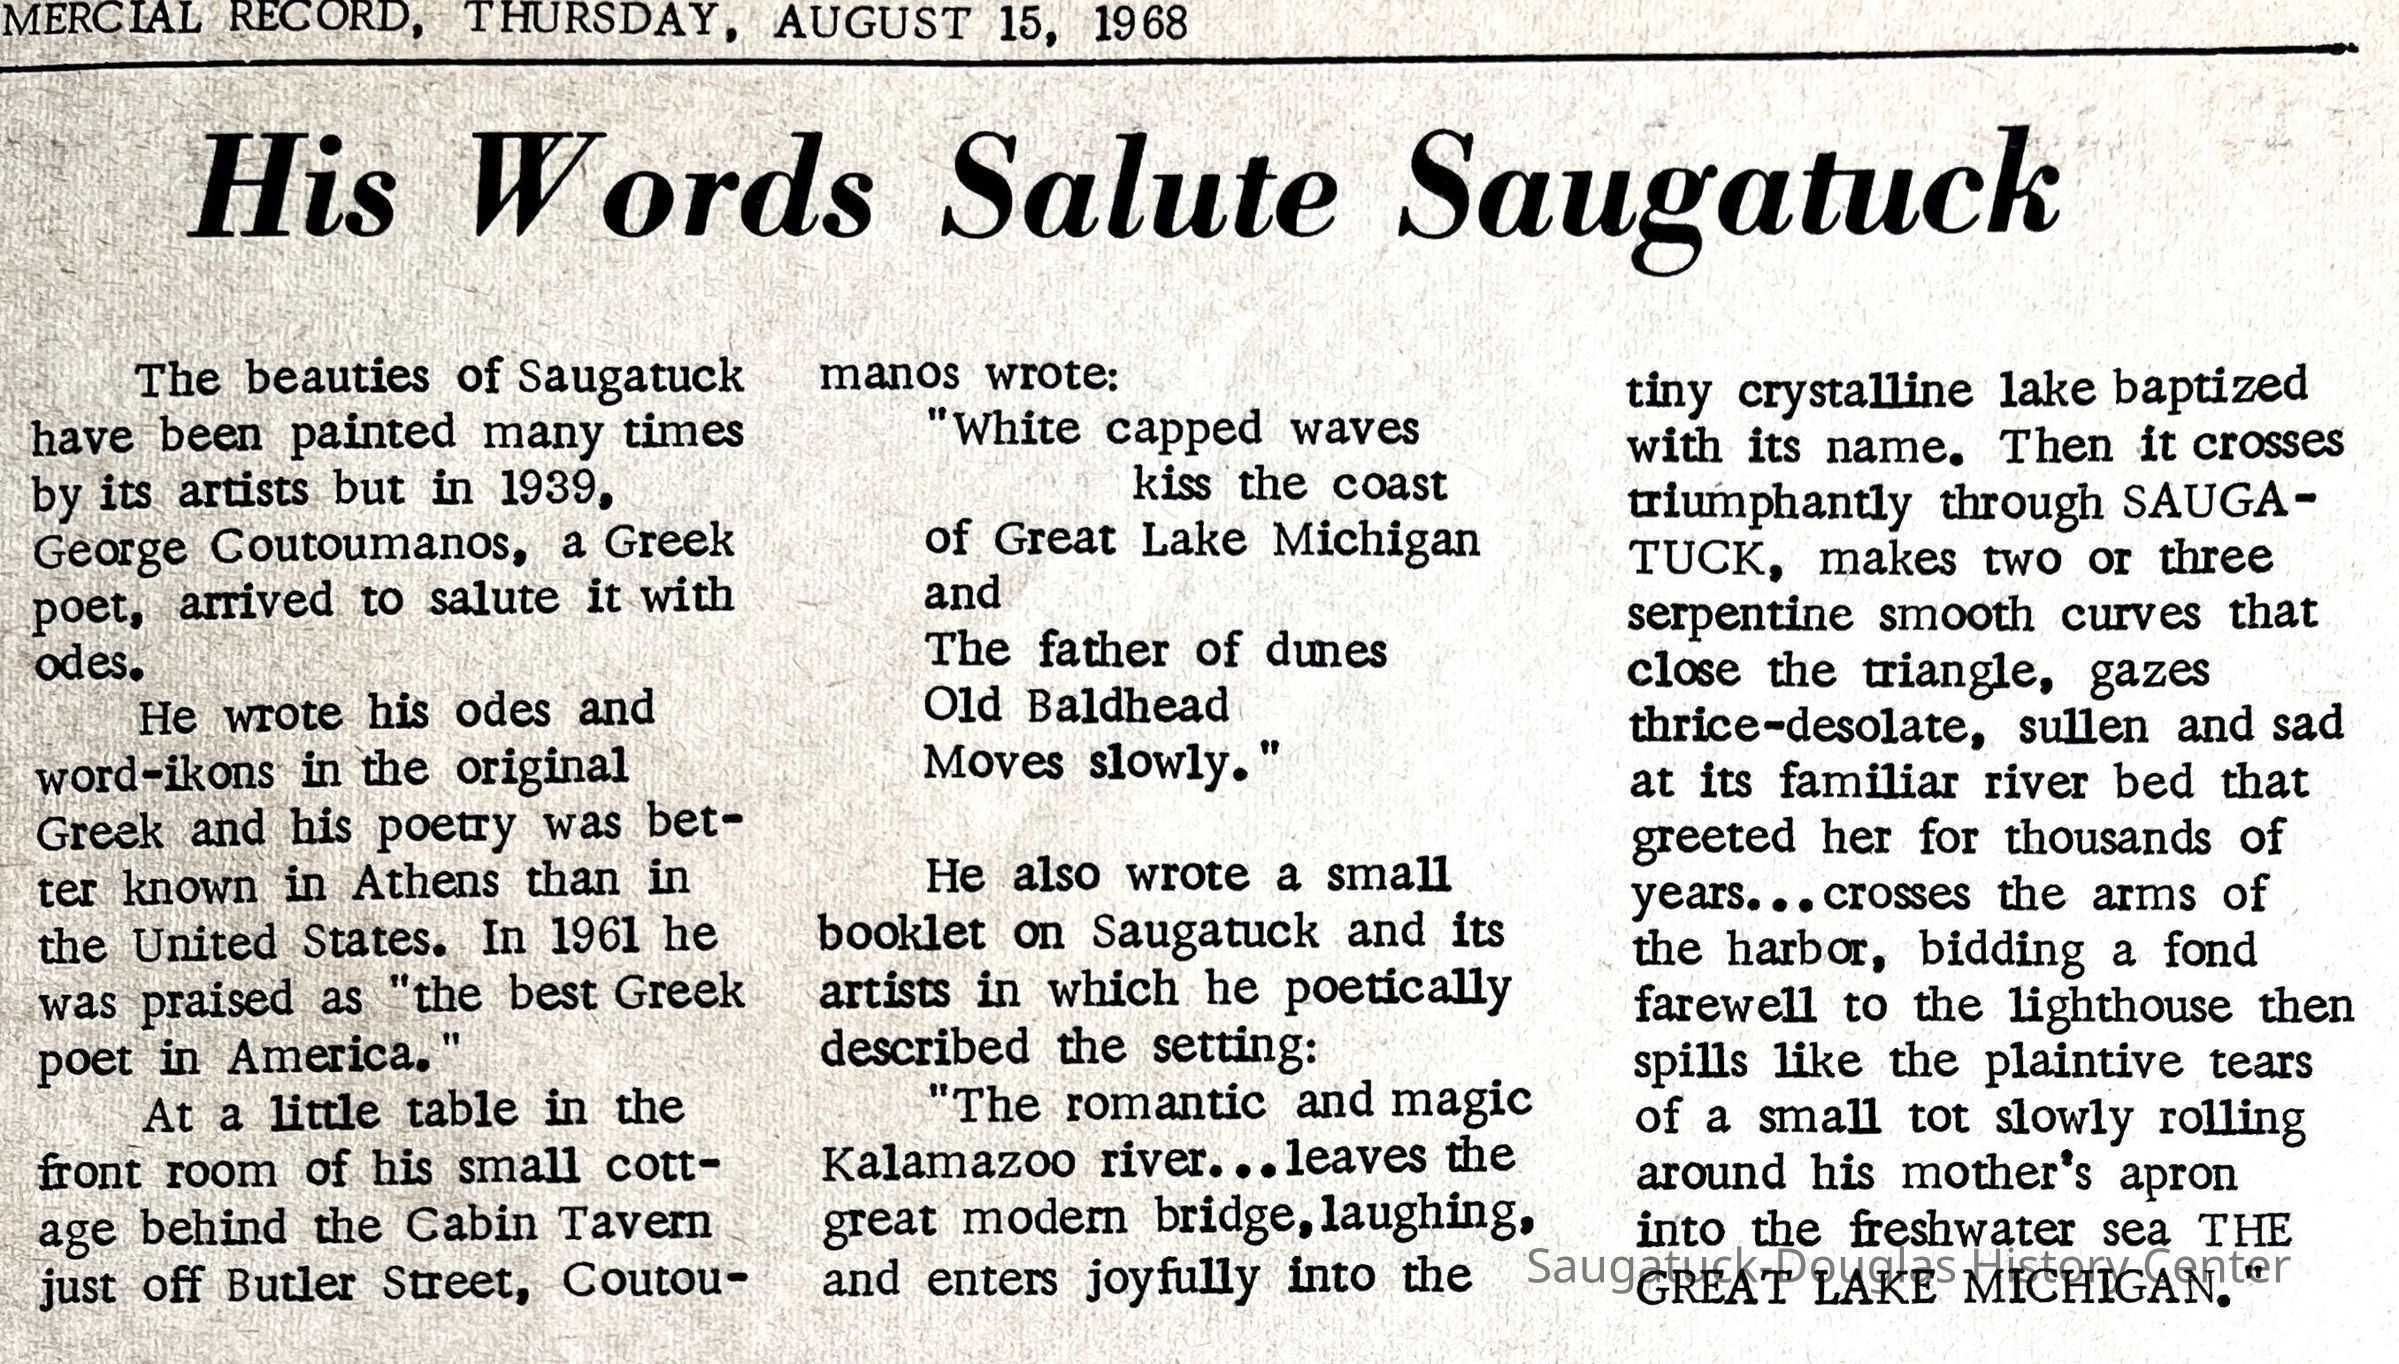 MERCIAL RECORD, THURSDAY, AUGUST 15, 1968
His Words Salute Saugatuck
The beauties of Saugatuck
have been painted many times
by its artists but in 1939,
George Coutoumanos, a Greek
poet, arrived to salute it with
odes.
He wrote his odes and
word-ikons in the original
Greek and his poetry was bet-
ter known in Athens than in
the United States. In 1961 he
was praised as "the best Greek
poet in America."
At a little table in the
front room of his small cott-
age behind the Cabin Tavern
just off Butler Street, Coutou-
manos wrote:
"White capped waves
kiss the coast
of Great Lake Michigan
and
The father of dunes
Old Baldhead
Moves slowly."
He also wrote a small
booklet on Saugatuck and its
artists in which he poetically
described the setting:
"The romantic and magic
Kalamazoo river...leaves the
great modern bridge,laughing,
and enters joyfully into the
tiny crystalline lake baptized
with its name. Then it crosses
triumphantly through SAUGA-
TUCK, makes two or three
serpentine smooth curves that
close the triangle, gazes
thrice-desolate, sullen and sad
at its familiar river bed that
greeted her for thousands of
years...crosses the arms of
the harbor, bidding a fond
farewell to the lighthouse then
spills like the plaintive tears
of a small tot slowly rolling
around his mother's apron
into the freshwater sea THE
GREAT LAKE MICHIGAN."
Saugatuck-Douglas History Center